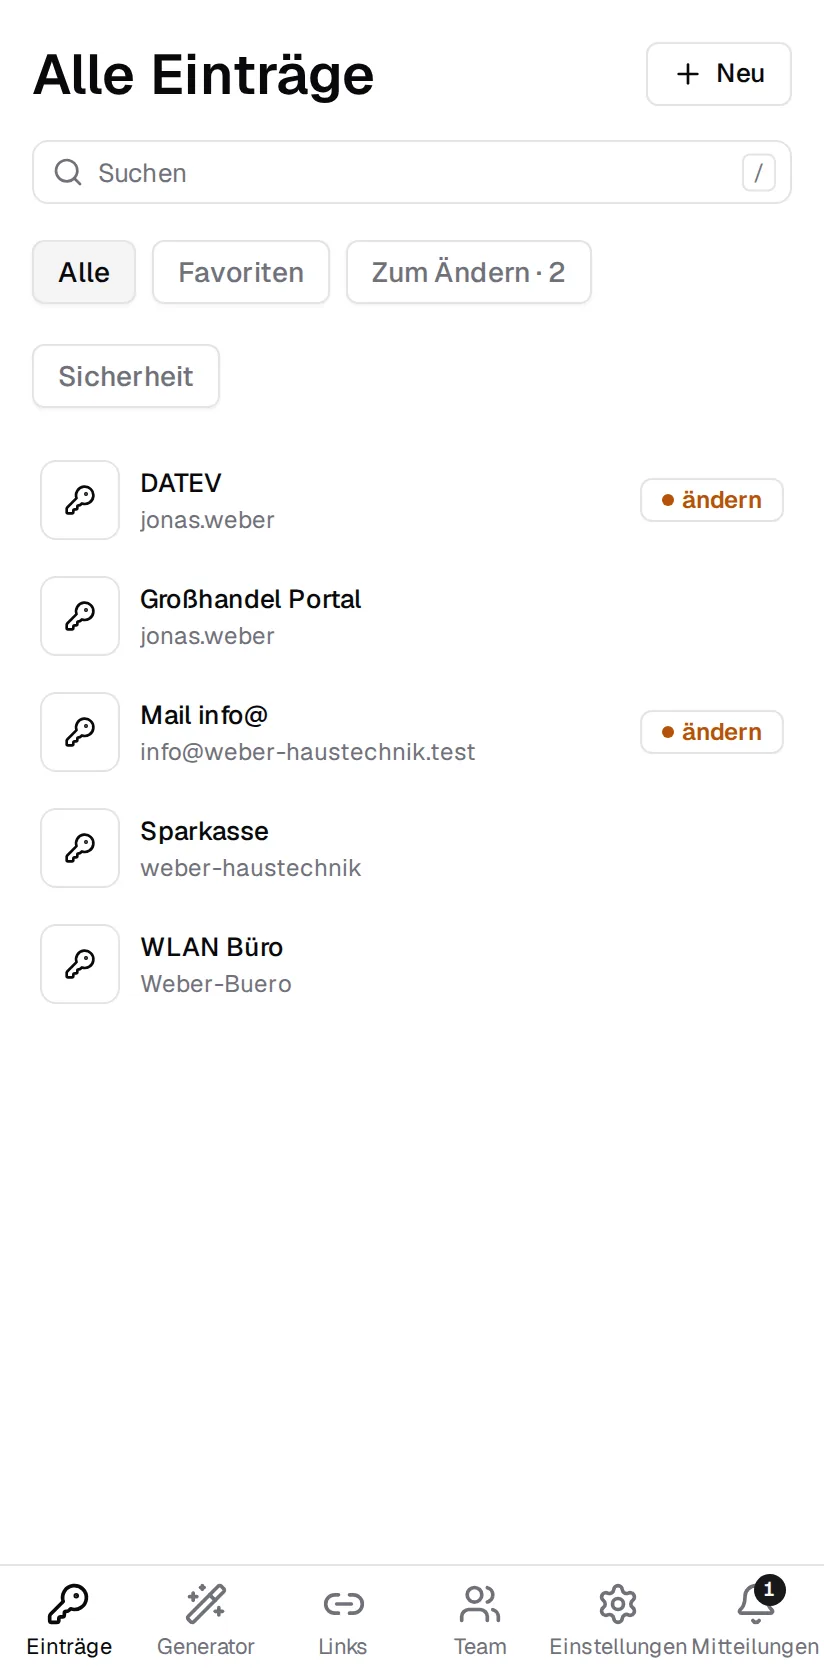 Alle Einträge
Neu
Suchen
/
Alle
Favoriten
Zum Ändern · 2
Sicherheit
DATEV
jonas.weber
ändern
Großhandel Portal
jonas.weber
Mail info@
info@weber-haustechnik.test
ändern
Sparkasse
weber-haustechnik
WLAN Büro
Weber-Buero
1
Einträge
Generator
Links
Team
Einstellungen
Mitteilungen